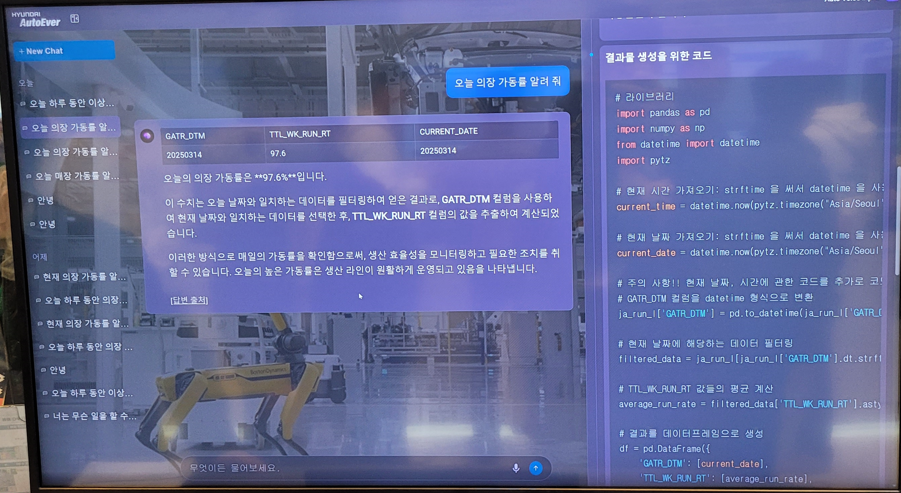 HYUNDAI
AutoEver
+ New Chat
오늘
오늘 하루 동안 이상...
오늘 의장 가동률 알...
오늘 의장 가동률 알...
오늘 매장 가동률 알...
안녕
안녕
어제
현재 의장 가동률 알...
오늘 하루 동안 의장...
현재 의장 가동률 알...
오늘 하루 동안 의장...
안녕
오늘 하루 동안 이상...
너는 무슨 일을 할 수...
오늘 의장 가동률 알려 줘
GATR_DTM TTL_WK_RUN_RT CURRENT_DATE
20250314 97.6 20250314
오늘의 의장 가동률은 **97.6%**입니다.
이 수치는 오늘 날짜와 일치하는 데이터를 필터링하여 얻은 결과로, GATR_DTM 컬럼을 사용하
여 현재 날짜와 일치하는 데이터를 선택한 후, TTL_WK_RUN_RT 컬럼의 값을 추출하여 계산되었
습니다.
이러한 방식으로 매일의 가동률을 확인함으로써, 생산 효율성을 모니터링하고 필요한 조치를 취
할 수 있습니다. 오늘의 높은 가동률은 생산 라인이 원활하게 운영되고 있음을 나타냅니다.
[답변 출처]
BostonDynamics
무엇이든 물어보세요.
결과물 생성을 위한 코드
# 라이브러리
import pandas as pd
import numpy as np
from datetime import datetime
import pytz
# 현재 시간 가져오기: strftime 을 써서 datetime 을 사
current_time = datetime.now(pytz.timezone("Asia/Seoul"
# 현재 날짜 가져오기: strftime 을 써서 datetime 을 사
current_date = datetime.now(pytz.timezone("Asia/Seoul"
# 주의 사항!! 현재 날짜, 시간에 관한 코드를 추가로 코
# GATR_DTM 컬럼을 datetime 형식으로 변환
ja_run_l['GATR_DTM'] = pd.to_datetime(ja_run_l['GATR_D
# 현재 날짜에 해당하는 데이터 필터링
filtered_data = ja_run_l[ja_run_l['GATR_DTM'].dt.strft
# TTL_WK_RUN_RT 값들의 평균 계산
average_run_rate = filtered_data['TTL_WK_RUN_RT'].asty
# 결과를 데이터프레임으로 생성
df = pd.DataFrame({
'GATR_DTM': [current_date],
'TTL_WK_RUN_RT': [average_run_rate],